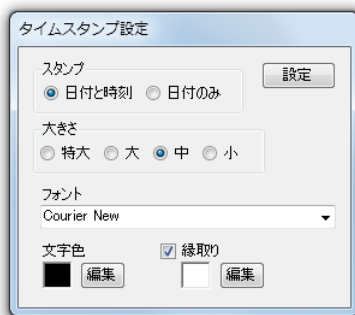 タイムスタンプ設定
スタンプ
設定
日付と時刻 日付のみ
大きさ
特大 大 中 小
フォント
Courier New
文字色 縁取り
編集 編集